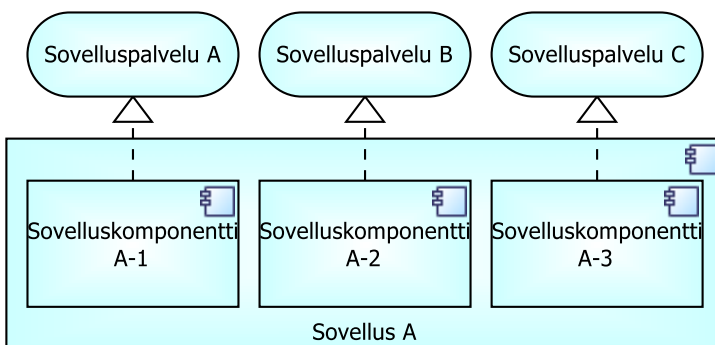 Sovelluspalvelu A
Sovelluspalvelu B
Sovelluspalvelu C
Sovelluskomponentti
A-1
Sovelluskomponentti
A-2
Sovelluskomponentti
A-3
Sovellus A